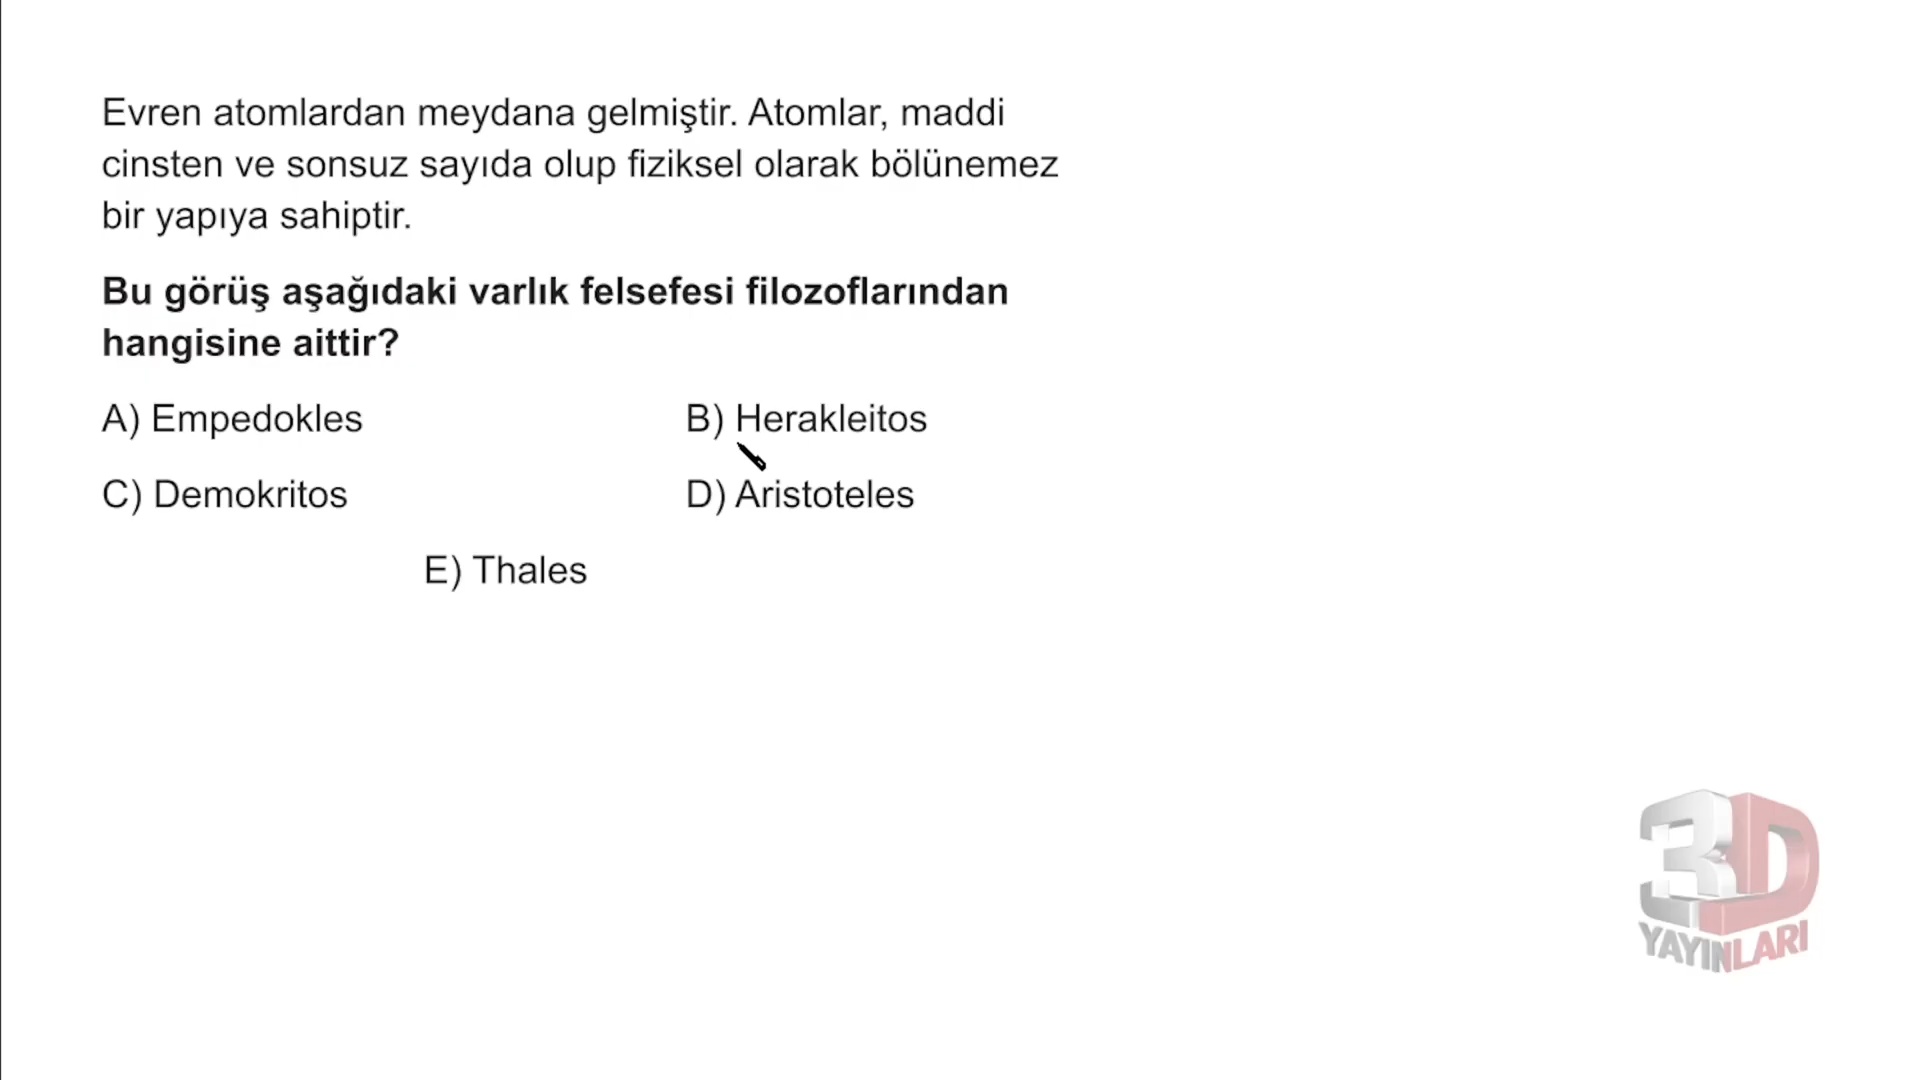 Evren atomlardan meydana gelmiştir. Atomlar, maddi
cinsten ve sonsuz sayıda olup fiziksel olarak bölünemez
bir yapıya sahiptir.
Bu görüş aşağıdaki varlık felsefesi filozoflarından
hangisine aittir?
A) Empedokles
B) Herakleitos
C) Demokritos
D) Aristoteles
E) Thales
3D
YAYINLARI